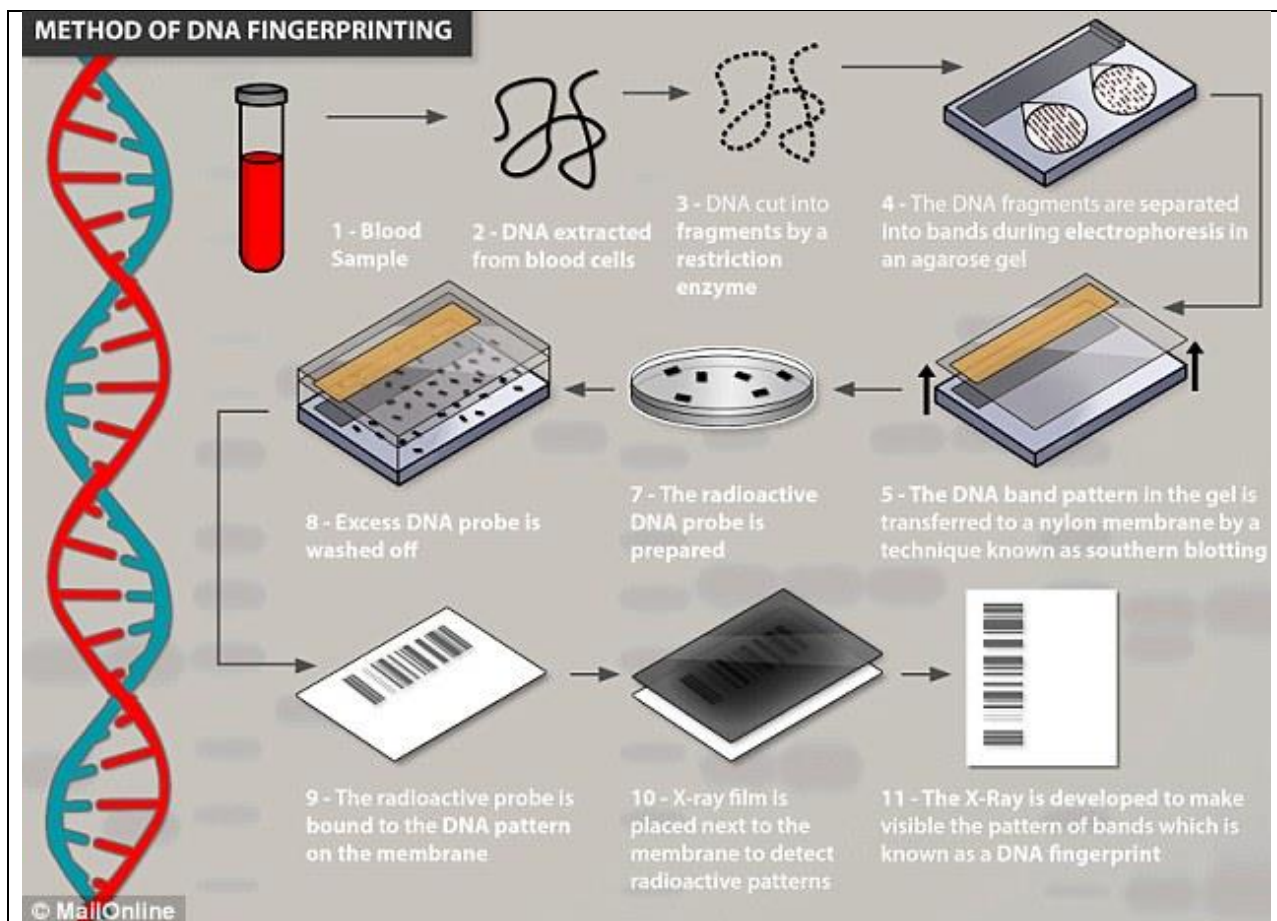 METHOD OF DNA FINGERPRINTING
1 - Blood
Sample
2 - DNA extracted
from blood cells
3 - DNA cut into
fragments by a
restriction
enzyme
4 - The DNA fragments are separated
into bands during electrophoresis in
an agarose gel
5 - The DNA band pattern in the gel is
transferred to a nylon membrane by a
technique known as southern blotting
7 - The radioactive
DNA probe is
prepared
8 - Excess DNA probe is
washed off
9 - The radioactive probe is
bound to the DNA pattern
on the membrane
10 - X-ray film is
placed next to the
membrane to detect
radioactive patterns
11 - The X-Ray is developed to make
visible the pattern of bands which is
known as a DNA fingerprint
© MailOnline